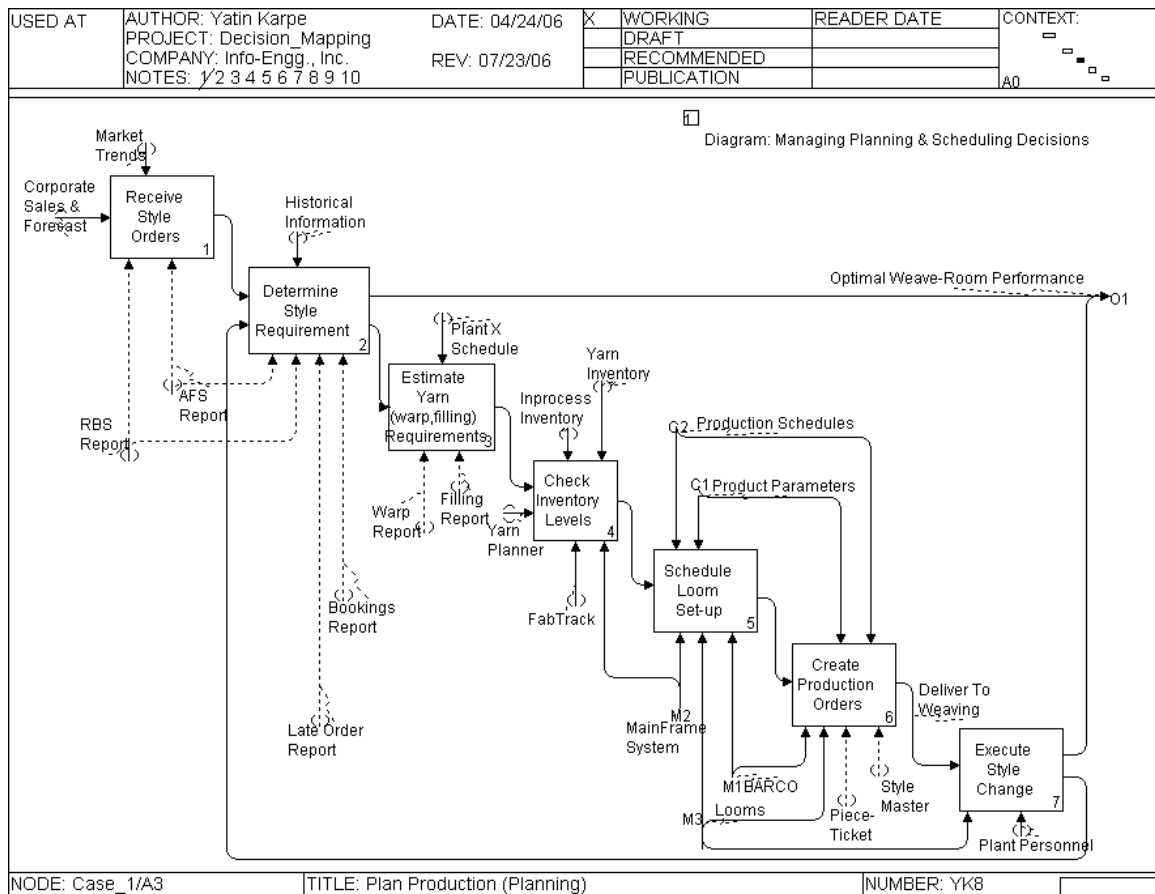 USED AT
AUTHOR: Yatin Karpe
DATE: 04/24/06
PROJECT: Decision_Mapping
COMPANY: Info-Engg., Inc.
REV: 07/23/06
NOTES: 1 2 3 4 5 6 7 8 9 10
X
WORKING
DRAFT
RECOMMENDED
PUBLICATION
READER DATE
CONTEXT:
A0
1
Diagram: Managing Planning & Scheduling Decisions
Market
Trends
Corporate
Sales &
Forecast
Receive
Style
Orders
1
Historical
Information
Determine
Style
Requirement
2
Optimal Weave-Room Performance
O1
Plant X
Schedule
Estimate
Yarn
(warp,filling)
Requirements
3
Yarn
Inventory
Inprocess
Inventory
AFS
Report
RBS
Report
C2 Production Schedules
C1 Product Parameters
Check
Inventory
Levels
4
Warp
Report
Filling
Report
Yarn
Planner
Schedule
Loom
Set-up
5
Bookings
Report
FabTrack
Create
Production
Orders
6
Deliver To
Weaving
Late Order
Report
M2
MainFrame
System
Execute
Style
Change
7
M1BARCO
Style
Master
M3 Looms
Piece-
Ticket
Plant Personnel
NODE: Case_1/A3
TITLE: Plan Production (Planning)
NUMBER: YK8